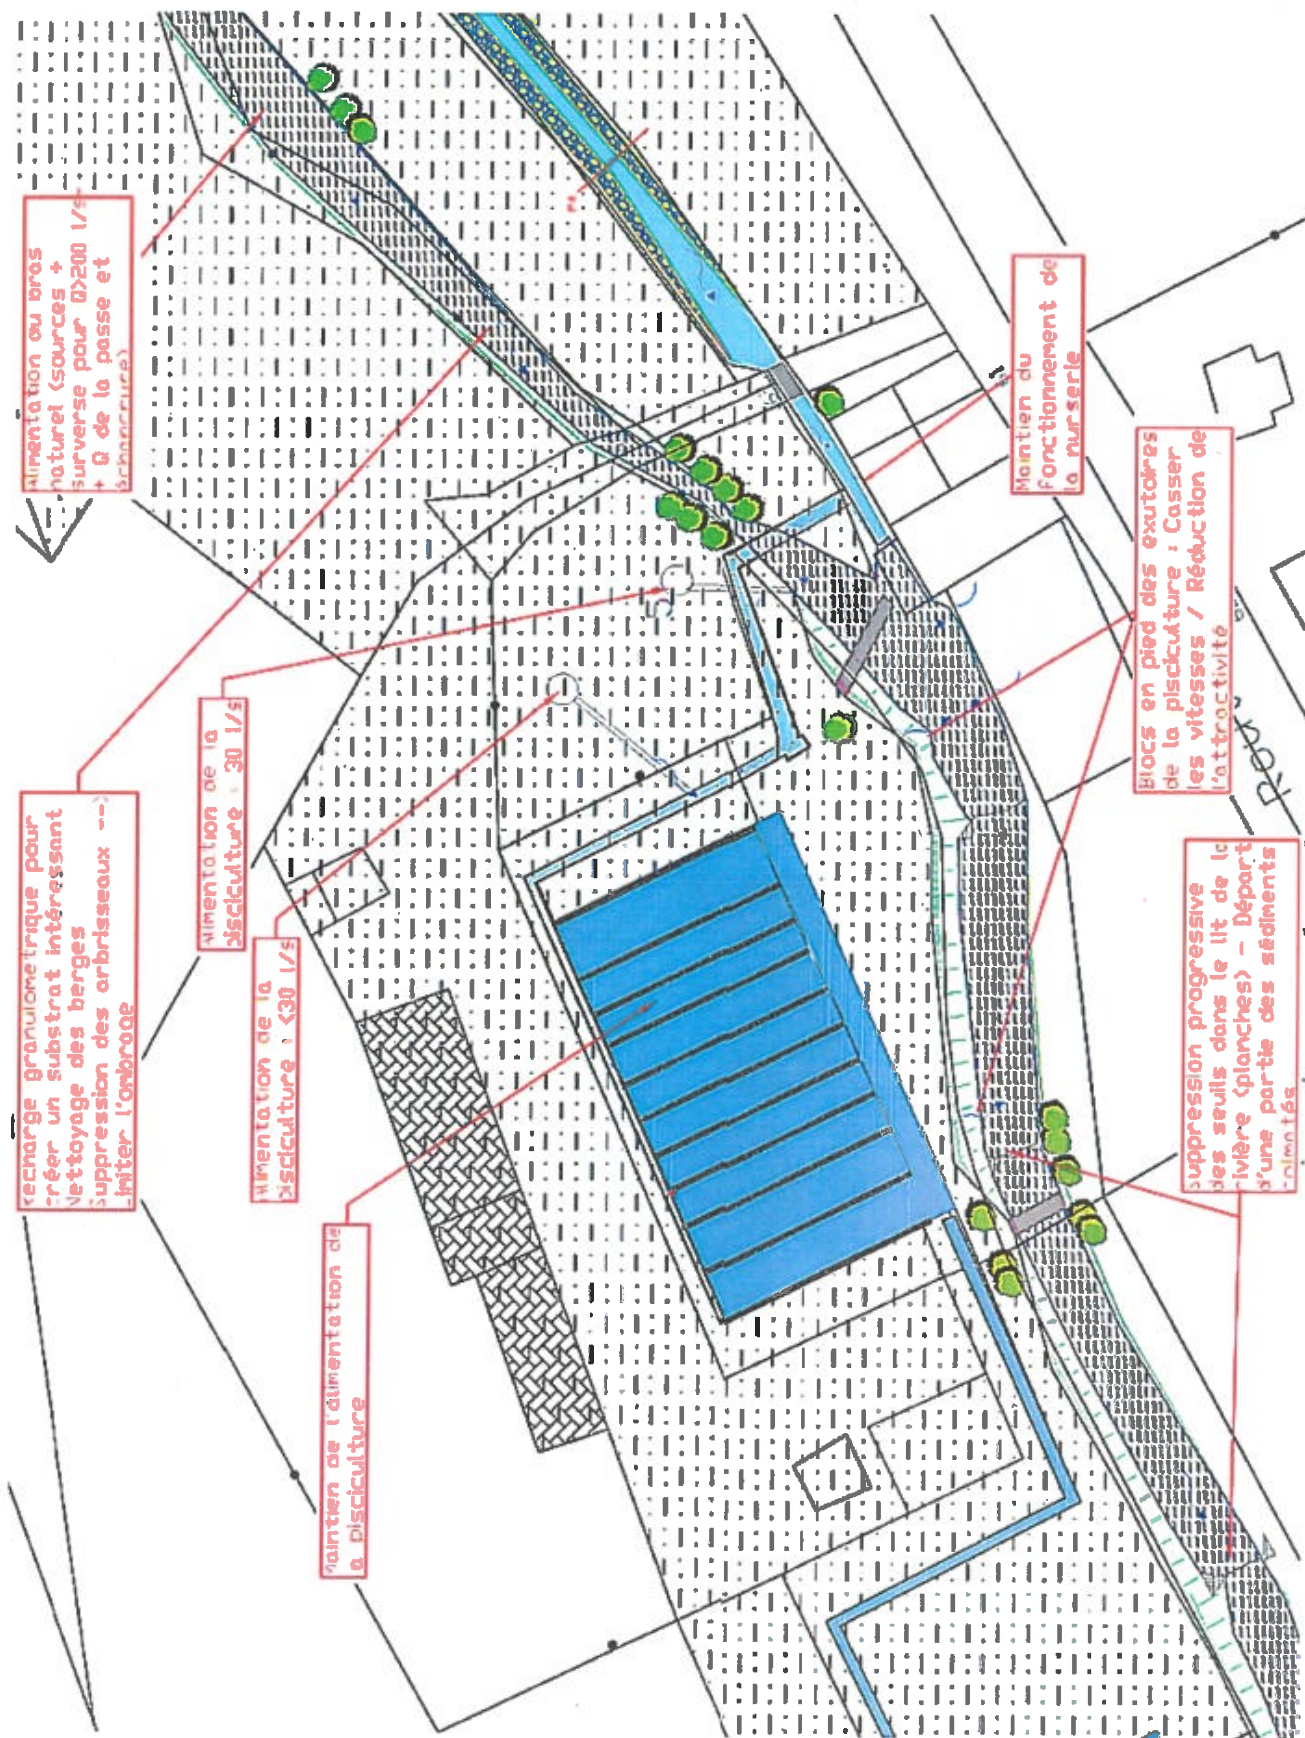 Alimentation du bras
naturel (sources +
surverse pour Q>200 l/s
+ Q de la passe et
échancrure)
recharge granulométrique pour
créer un substrat intéressant
Nettoyage des berges
Suppression des arbrisseaux -->
Limiter l'ombrage
Alimentation de la
pisciculture : 30 l/s
Alimentation de la
pisciculture : <30 l/s
Maintien de l'alimentation de
la pisciculture
Maintien du
fonctionnement de
la nurserie
Blocs en pied des exutoires
de la pisciculture : Casser
les vitesses / Réduction de
l'attractivité
Suppression progressive
des seuils dans le lit de la
rivière (planches) - Départ
d'une partie des sédiments
P4